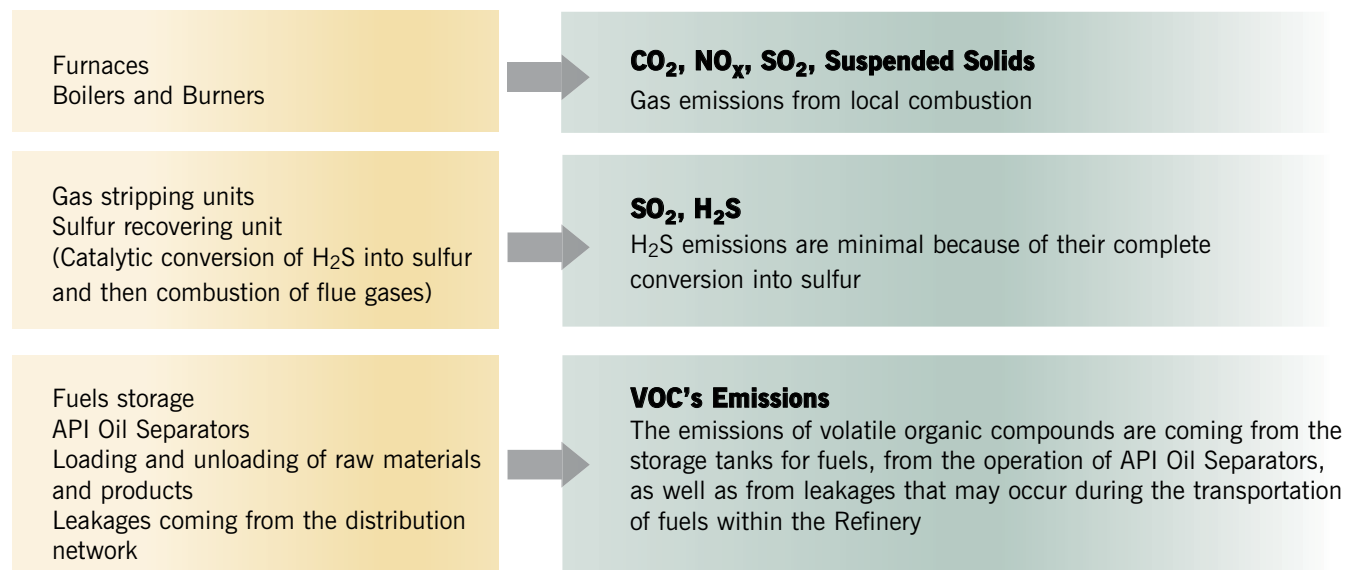 Furnaces
Boilers and Burners
CO₂, NOₓ, SO₂, Suspended Solids
Gas emissions from local combustion
Gas stripping units
Sulfur recovering unit
(Catalytic conversion of H₂S into sulfur
and then combustion of flue gases)
SO₂, H₂S
H₂S emissions are minimal because of their complete
conversion into sulfur
Fuels storage
API Oil Separators
Loading and unloading of raw materials
and products
Leakages coming from the distribution
network
VOC's Emissions
The emissions of volatile organic compounds are coming from the
storage tanks for fuels, from the operation of API Oil Separators,
as well as from leakages that may occur during the transportation
of fuels within the Refinery